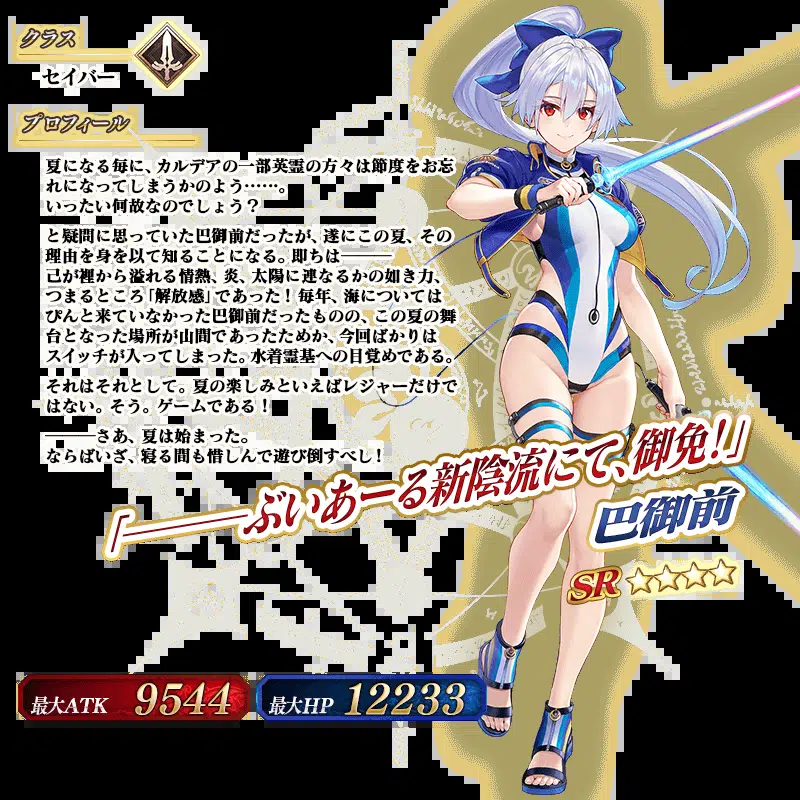 クラス
セイバー
プロフィール
夏になる毎に、カルデアの一部英霊の方々は節度をお忘
れになってしまうかのよう……。
いったい何故なのでしょう？
と疑問に思っていた巴御前だったが、遂にこの夏、その
理由を身を以て知ることになる。即ちは———
己が裡から溢れる情熱、炎、太陽に連なるかの如き力、
つまるところ「解放感」であった！毎年、海については
ぴんと来ていなかった巴御前だったものの、この夏の舞
台となった場所が山間であったためか、今回ばかりは
スイッチが入ってしまった。水着霊基への目覚めである。
それはそれとして。夏の楽しみといえばレジャーだけで
はない。そう。ゲームである！
———さあ、夏は始まった。
ならばいざ、寝る間も惜しんで遊び倒すべし！
「———ぶいあーる新陰流にて、御免！」
巴御前
SR
最大ATK 9544
最大HP 12233